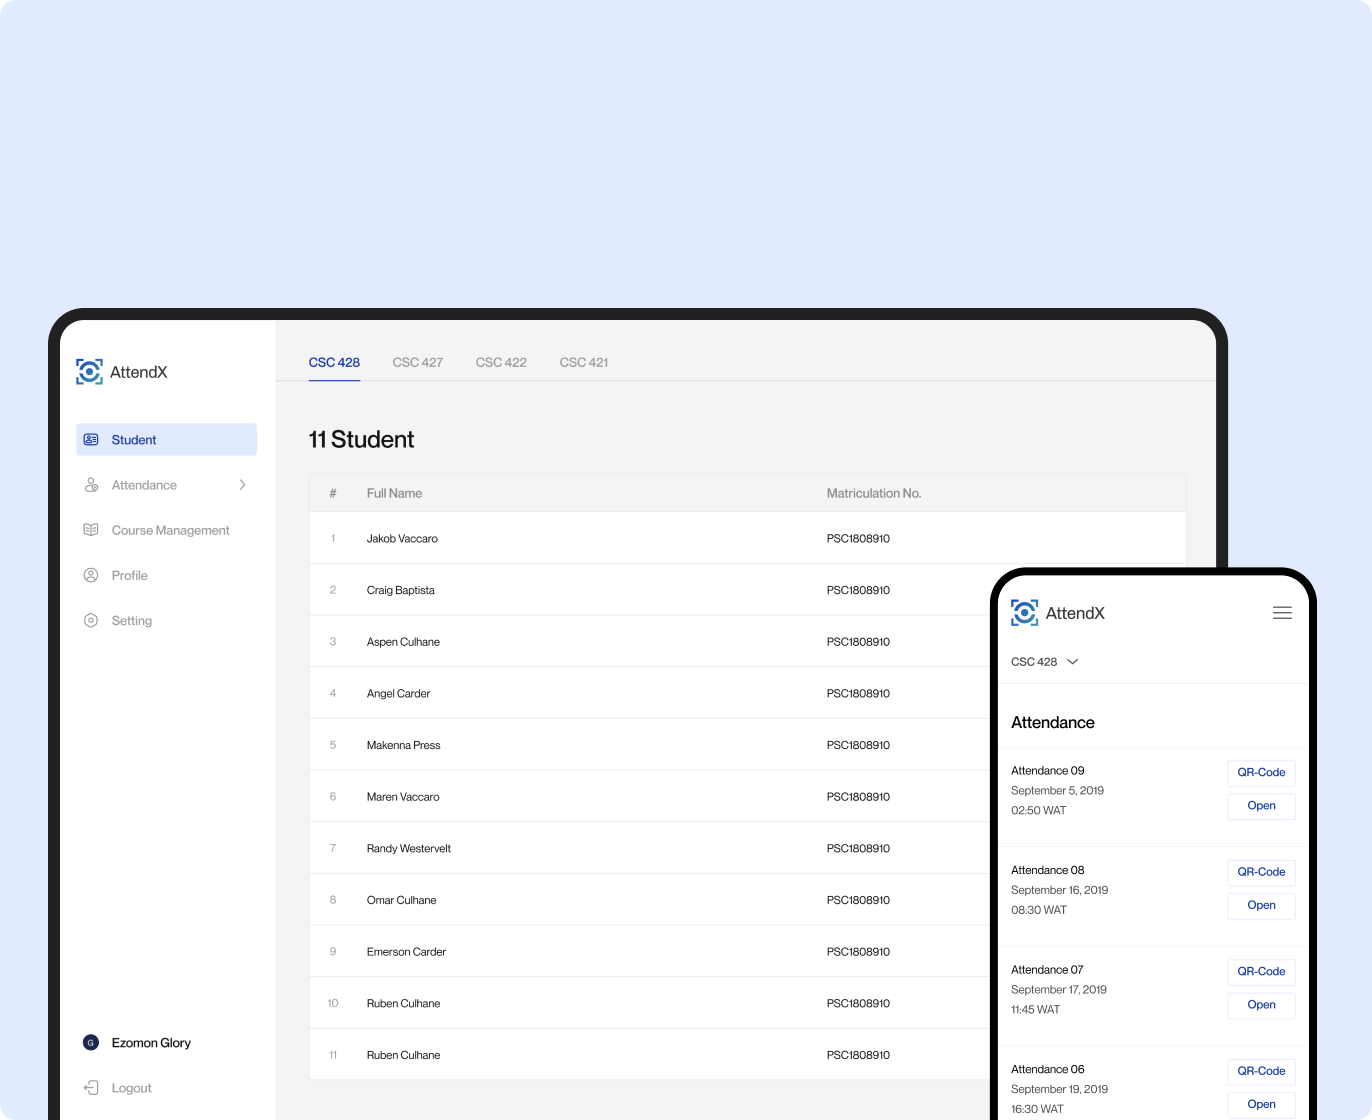 AttendX
Student
Attendance
Course Management
Profile
Setting
G Ezomon Glory
Logout
CSC 428 CSC 427 CSC 422 CSC 421
11 Student
# Full Name Matriculation No.
1 Jakob Vaccaro PSC1808910
2 Craig Baptista PSC1808910
3 Aspen Culhane PSC1808910
4 Angel Carder PSC1808910
5 Makenna Press PSC1808910
6 Maren Vaccaro PSC1808910
7 Randy Westervelt PSC1808910
8 Omar Culhane PSC1808910
9 Emerson Carder PSC1808910
10 Ruben Culhane PSC1808910
11 Ruben Culhane PSC1808910
AttendX
CSC 428
Attendance
Attendance 09
September 5, 2019
02:50 WAT
QR-Code
Open
Attendance 08
September 16, 2019
08:30 WAT
QR-Code
Open
Attendance 07
September 17, 2019
11:45 WAT
QR-Code
Open
Attendance 06
September 19, 2019
16:30 WAT
QR-Code
Open